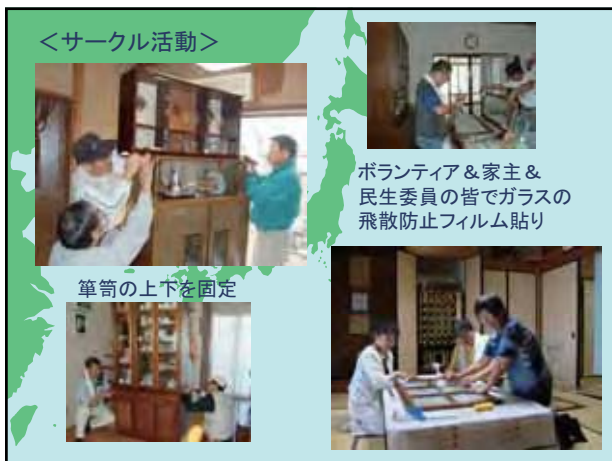 ＜サークル活動＞
ボランティア＆家主＆
民生委員の皆でガラスの
飛散防止フィルム貼り
箪笥の上下を固定